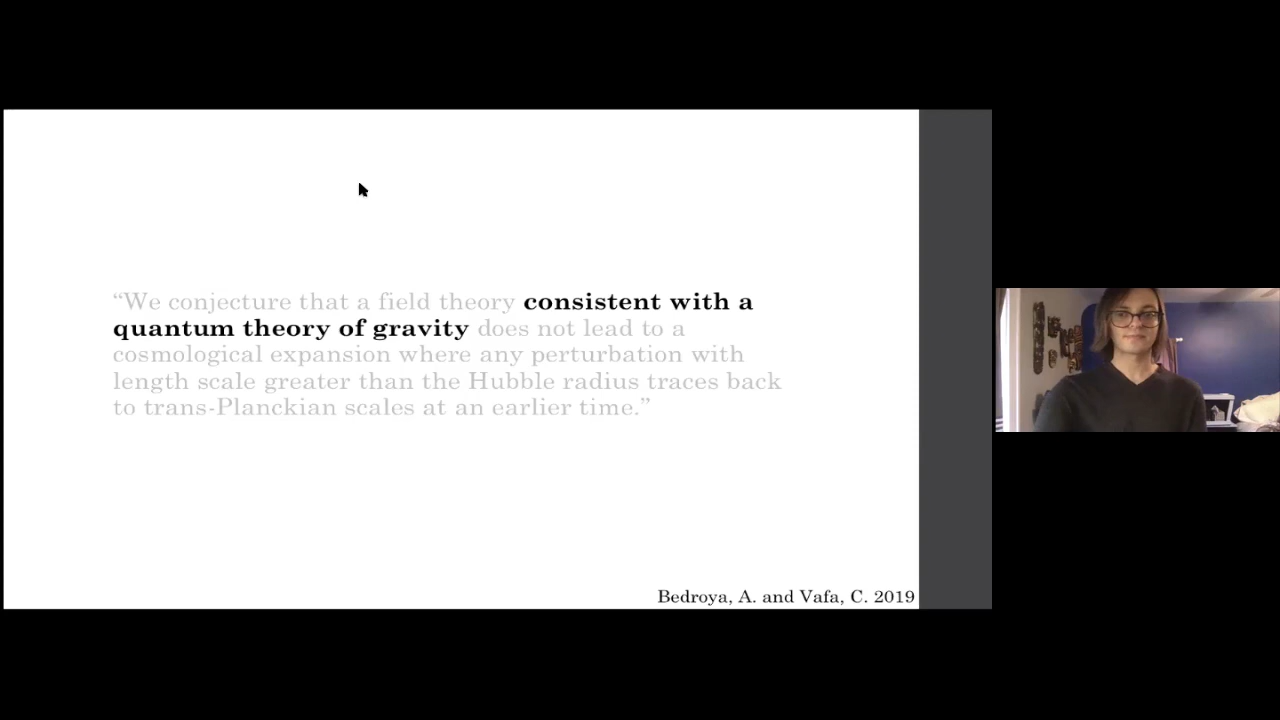 “We conjecture that a field theory consistent with a
quantum theory of gravity does not lead to a
cosmological expansion where any perturbation with
length scale greater than the Hubble radius traces back
to trans-Planckian scales at an earlier time.”
Bedroya, A. and Vafa, C. 2019